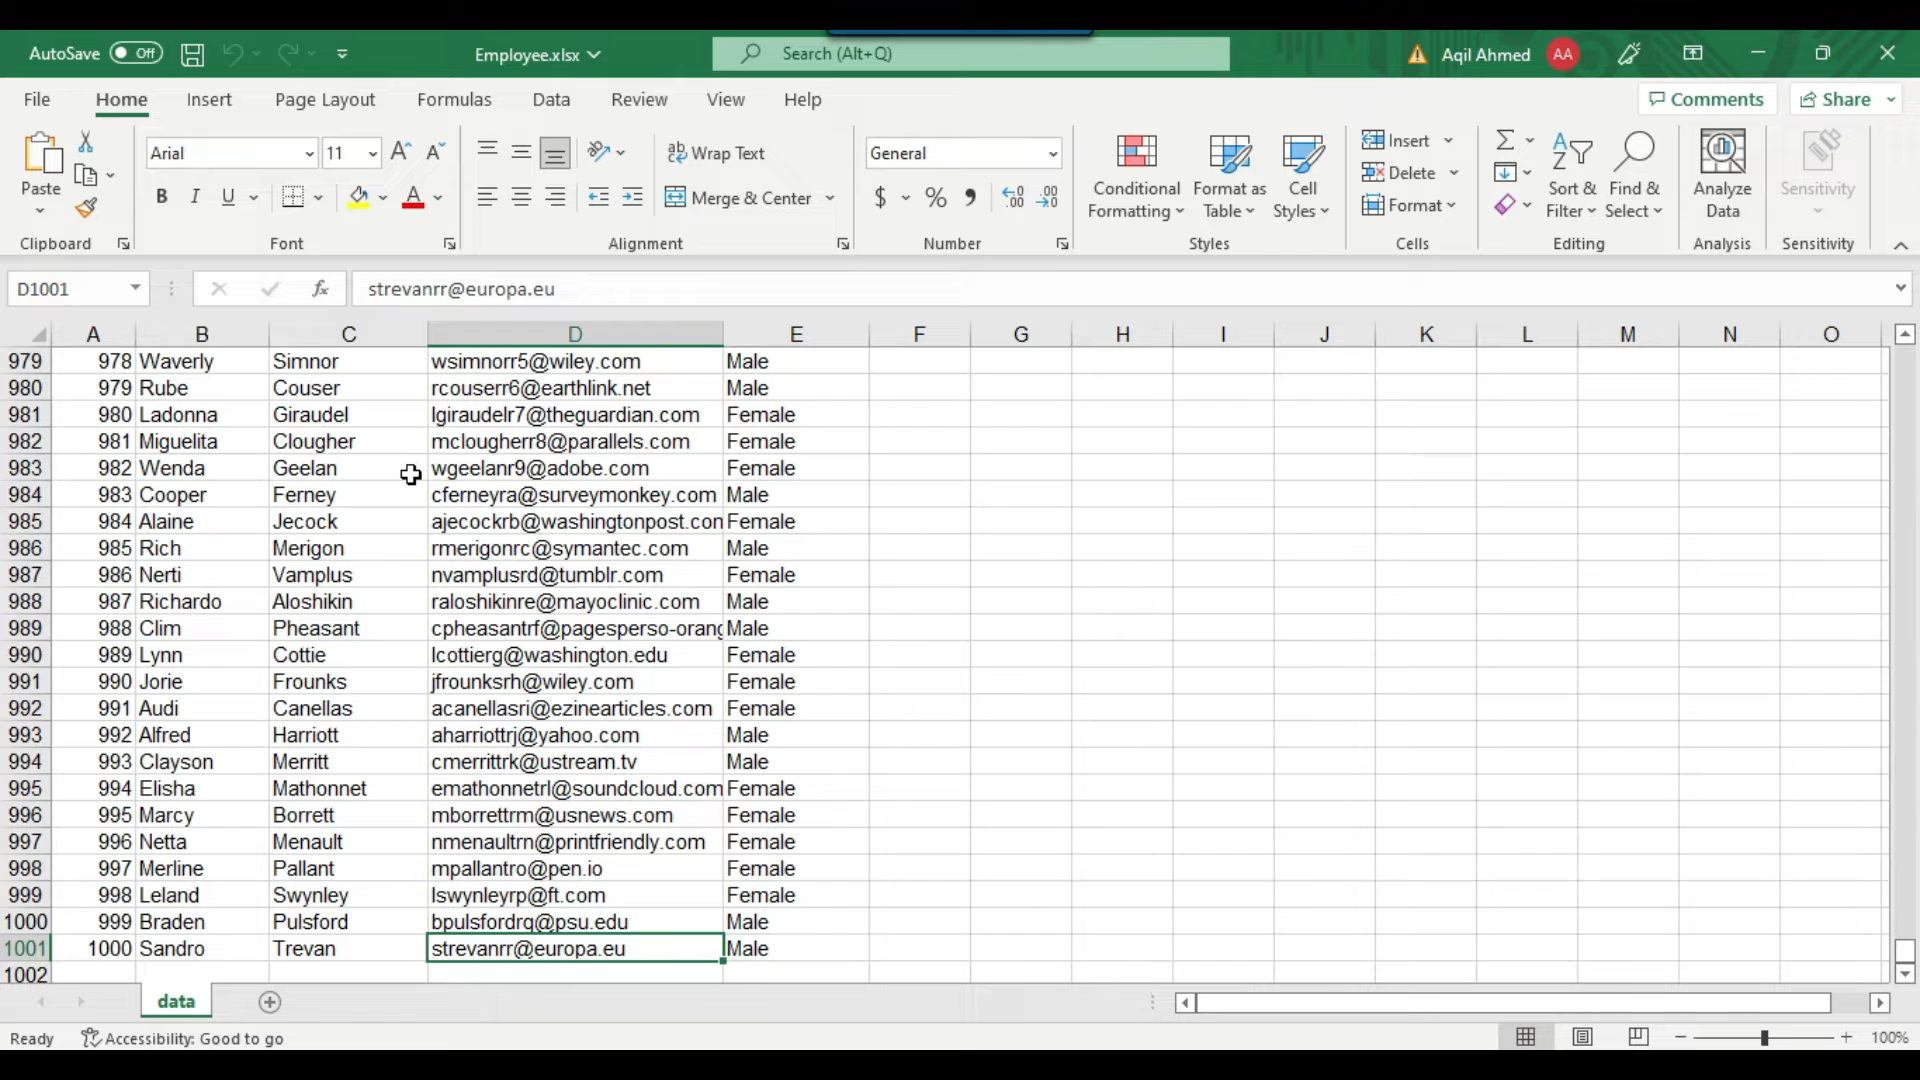 AutoSave Off Employee.xlsx Search (Alt+Q) Aqil Ahmed AA
File Home Insert Page Layout Formulas Data Review View Help Comments Share
Paste Arial 11 Wrap Text General Conditional Formatting Format as Table Cell Styles Insert Sort & Filter Find & Select Analyze Data Sensitivity
B I U Merge & Center $ % Delete
Format
Clipboard Font Alignment Number Styles Cells Editing Analysis Sensitivity
D1001 fx strevanrr@europa.eu
A B C D E F G H I J K L M N O
979 978 Waverly Simnor wsimnorr5@wiley.com Male
980 979 Rube Couser rcouserr6@earthlink.net Male
981 980 Ladonna Giraudel lgiraudelr7@theguardian.com Female
982 981 Miguelita Clougher mclougherr8@parallels.com Female
983 982 Wenda Geelan wgeelanr9@adobe.com Female
984 983 Cooper Ferney cferneyra@surveymonkey.com Male
985 984 Alaine Jecock ajecockrb@washingtonpost.con Female
986 985 Rich Merigon rmerigonrc@symantec.com Male
987 986 Nerti Vamplus nvamplusrd@tumblr.com Female
988 987 Richardo Aloshikin raloshikinre@mayoclinic.com Male
989 988 Clim Pheasant cpheasantrf@pagesperso-orang Male
990 989 Lynn Cottie lcottierg@washington.edu Female
991 990 Jorie Frounks jfrounksrh@wiley.com Female
992 991 Audi Canellas acanellasri@ezinearticles.com Female
993 992 Alfred Harriott aharriottrj@yahoo.com Male
994 993 Clayson Merritt cmerrittrk@ustream.tv Male
995 994 Elisha Mathonnet emathonnetrl@soundcloud.com Female
996 995 Marcy Borrett mborrettrm@usnews.com Female
997 996 Netta Menault nmenaultrn@printfriendly.com Female
998 997 Merline Pallant mpallantro@pen.io Female
999 998 Leland Swynley lswynleyrp@ft.com Female
1000 999 Braden Pulsford bpulsfordrq@psu.edu Male
1001 1000 Sandro Trevan strevanrr@europa.eu Male
1002
data
Ready Accessibility: Good to go 100%